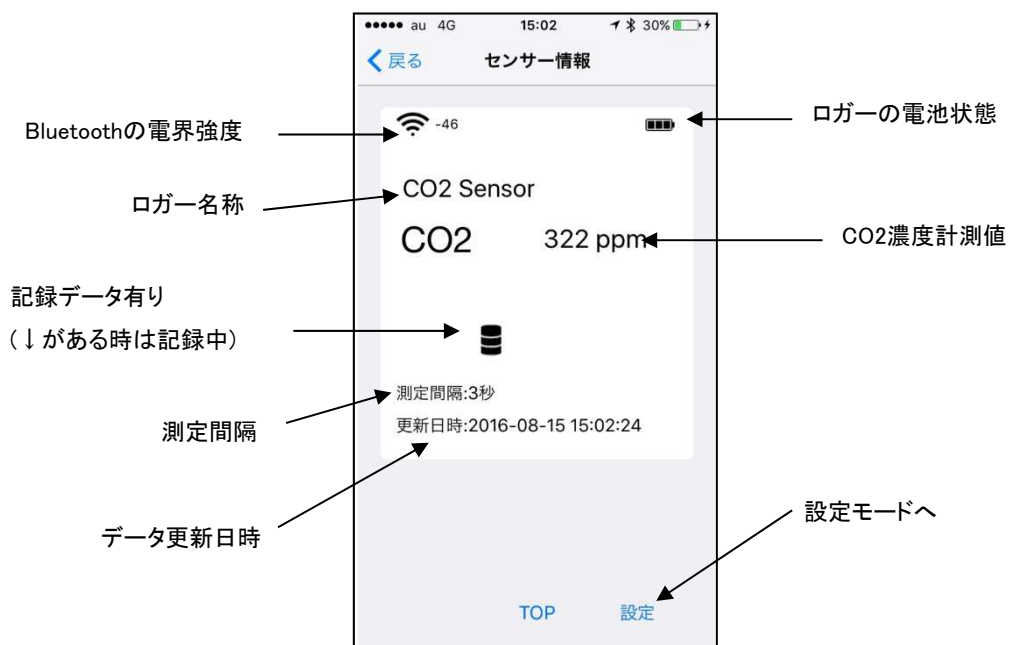 au 4G 15:02 30%
戻る センサー情報
Bluetoothの電界強度
-46
ロガーの電池状態
ロガー名称
CO2 Sensor
CO2 322 ppm
CO2濃度計測値
記録データ有り
(↓がある時は記録中)
測定間隔:3秒
測定間隔
更新日時:2016-08-15 15:02:24
データ更新日時
設定モードへ
TOP 設定